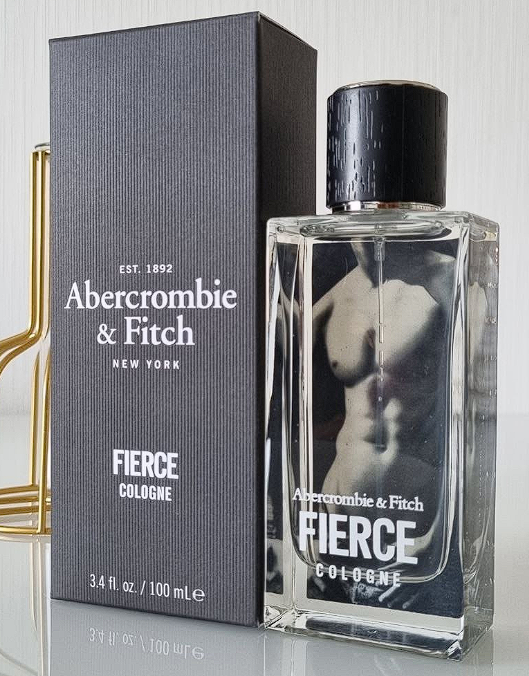 EST. 1892
Abercrombie
& Fitch
NEW YORK
FIERCE
COLOGNE
3.4 fl. oz. / 100 mL℮
Abercrombie & Fitch
FIERCE
COLOGNE